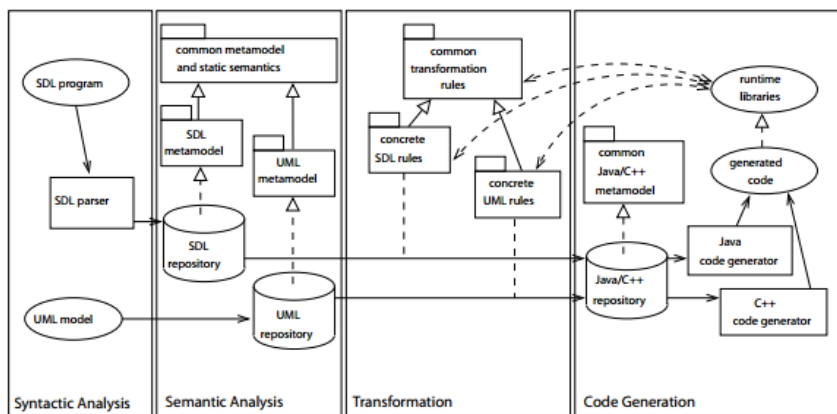 SDL program
SDL parser
UML model
Syntactic Analysis
common metamodel
and static semantics
SDL
metamodel
UML
metamodel
SDL
repository
UML
repository
Semantic Analysis
common
transformation
rules
concrete
SDL rules
concrete
UML rules
Transformation
runtime
libraries
common
Java/C++
metamodel
generated
code
Java
code generator
Java/C++
repository
C++
code generator
Code Generation